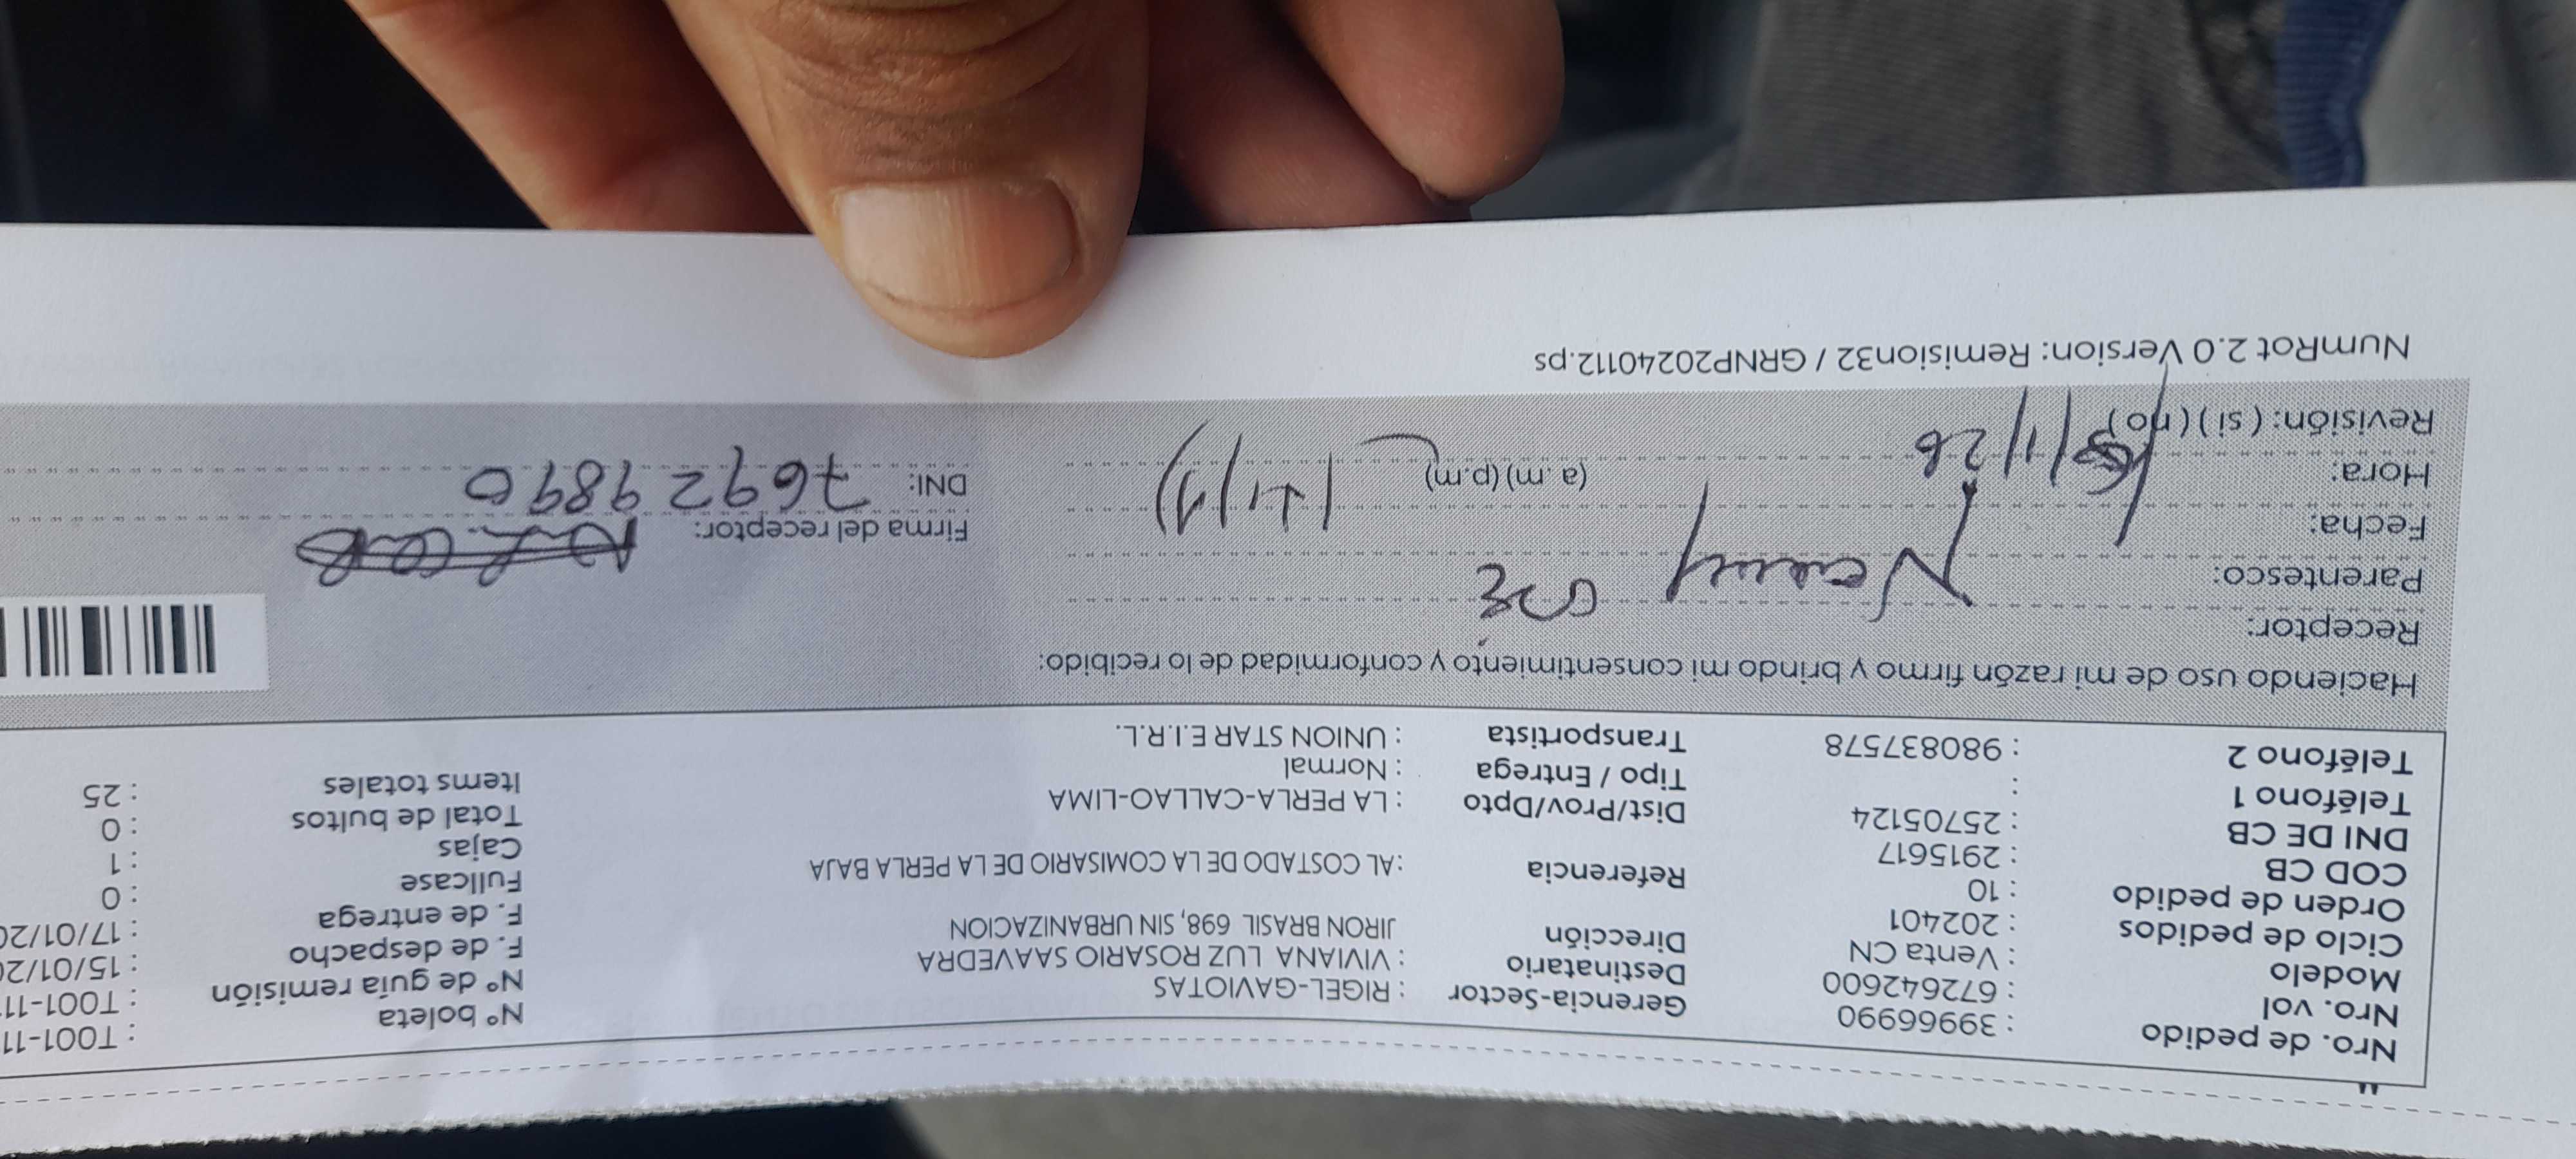 Nro. de pedido : 39966990 Gerencia-Sector : RIGEL-GAVIOTAS N° boleta : T001-11
Nro. vol : 672642600 Destinatario : VIVIANA LUZ ROSARIO SAAVEDRA N° de guía remisión : T001-11
Modelo : Venta CN Dirección JIRON BRASIL 698, SIN URBANIZACION F. de despacho : 15/01/20
Ciclo de pedidos : 202401 F. de entrega : 17/01/20
Orden de pedido : 10 Referencia : AL COSTADO DE LA COMISARIO DE LA PERLA BAJA Fullcase : 0
COD CB : 2915617 Cajas : 1
DNI DE CB : 25705124 Dist/Prov/Dpto : LA PERLA-CALLAO-LIMA Total de bultos : 0
Teléfono 1 : Tipo / Entrega : Normal Items totales : 25
Teléfono 2 : 980837578 Transportista : UNION STAR E.I.R.L.
Haciendo uso de mi razón firmo y brindo mi consentimiento y conformidad de lo recibido:
Receptor:
Parentesco: Nancy
Fecha: Firma del receptor:
Hora: (a. m) (p.m) DNI: 76929890
Revisión: ( si ) ( no )
NumRot 2.0 Version: Remision32 / GRNP20240112.ps